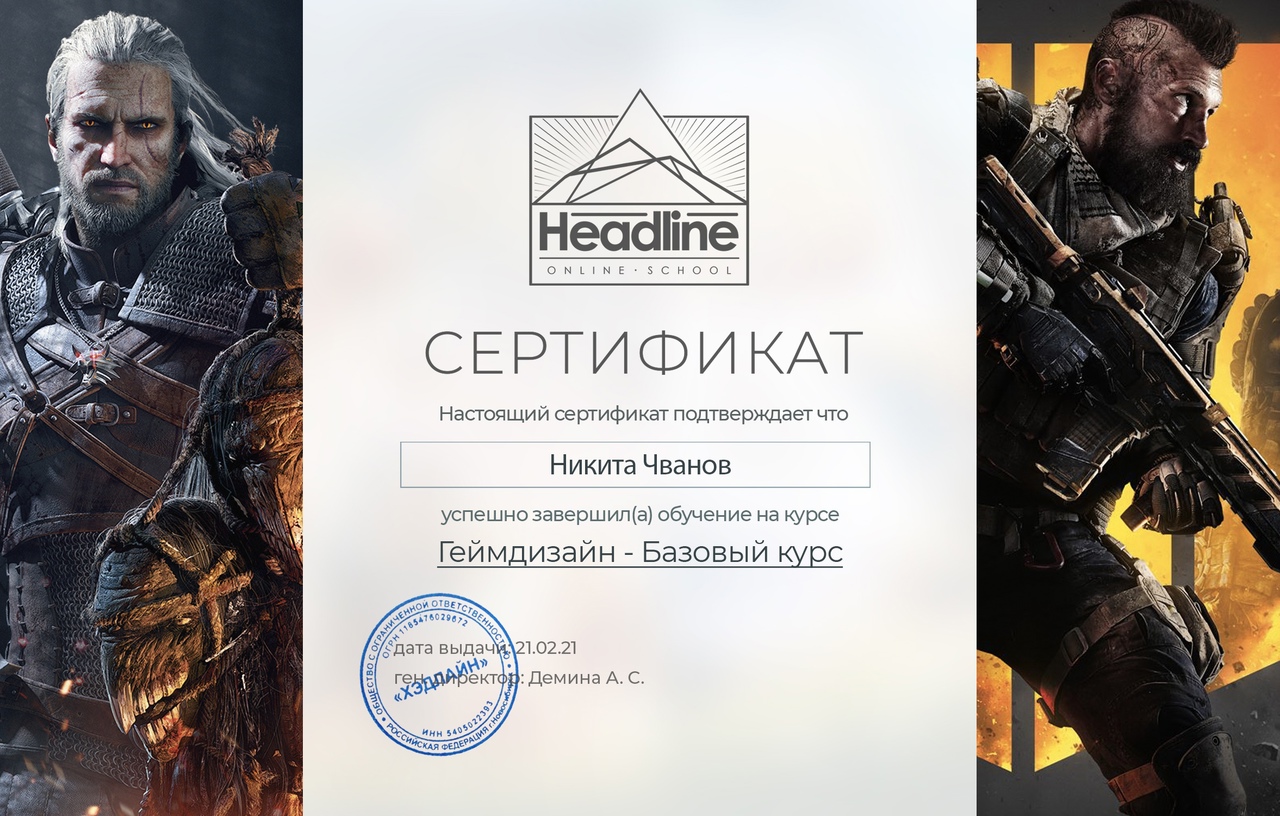 Headline
ONLINE · SCHOOL
СЕРТИФИКАТ
Настоящий сертификат подтверждает что
Никита Чванов
успешно завершил(а) обучение на курсе
Геймдизайн - Базовый курс
дата выдачи: 21.02.21
ген. директор: Демина А. С.
ОБЩЕСТВО С ОГРАНИЧЕННОЙ ОТВЕТСТВЕННОСТЬЮ
ОГРН 1185476029672
«ХЭДЛАЙН»
ИНН 5405022393
РОССИЙСКАЯ ФЕДЕРАЦИЯ г.Новосибирск